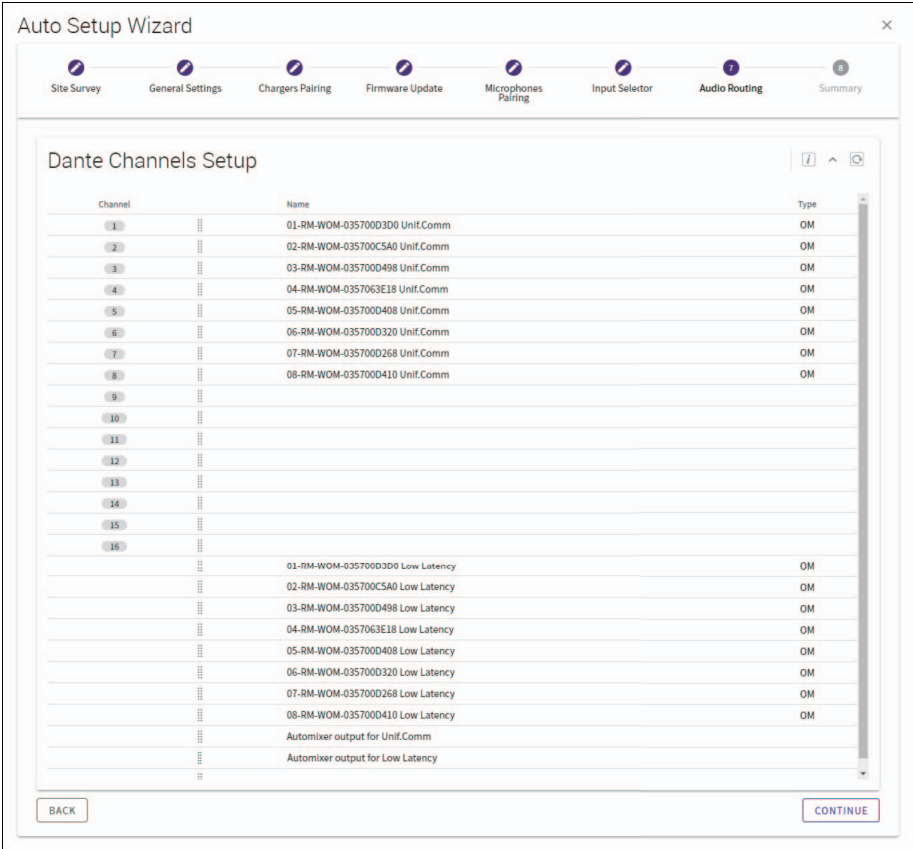 Auto Setup Wizard ×
Site Survey General Settings Chargers Pairing Firmware Update Microphones Pairing Input Selector 7 Audio Routing 8 Summary
Dante Channels Setup i
Channel Name Type
1 01-RM-WOM-035700D3D0 Unif.Comm OM
2 02-RM-WOM-035700C5A0 Unif.Comm OM
3 03-RM-WOM-035700D498 Unif.Comm OM
4 04-RM-WOM-0357063E18 Unif.Comm OM
5 05-RM-WOM-035700D408 Unif.Comm OM
6 06-RM-WOM-035700D320 Unif.Comm OM
7 07-RM-WOM-035700D268 Unif.Comm OM
8 08-RM-WOM-035700D410 Unif.Comm OM
9
10
11
12
13
14
15
16
01-RM-WOM-035700D3D0 Low Latency OM
02-RM-WOM-035700C5A0 Low Latency OM
03-RM-WOM-035700D498 Low Latency OM
04-RM-WOM-0357063E18 Low Latency OM
05-RM-WOM-035700D408 Low Latency OM
06-RM-WOM-035700D320 Low Latency OM
07-RM-WOM-035700D268 Low Latency OM
08-RM-WOM-035700D410 Low Latency OM
Automixer output for Unif.Comm
Automixer output for Low Latency
BACK CONTINUE